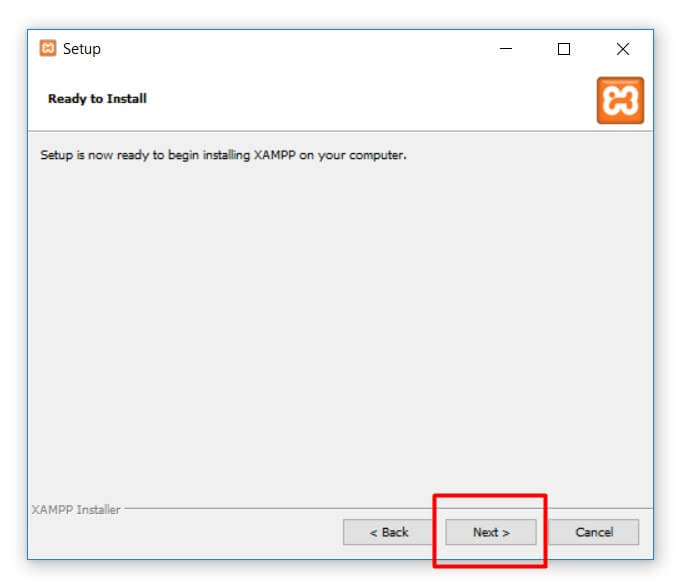 Setup
Ready to Install
Setup is now ready to begin installing XAMPP on your computer.
XAMPP Installer
< Back
Next >
Cancel